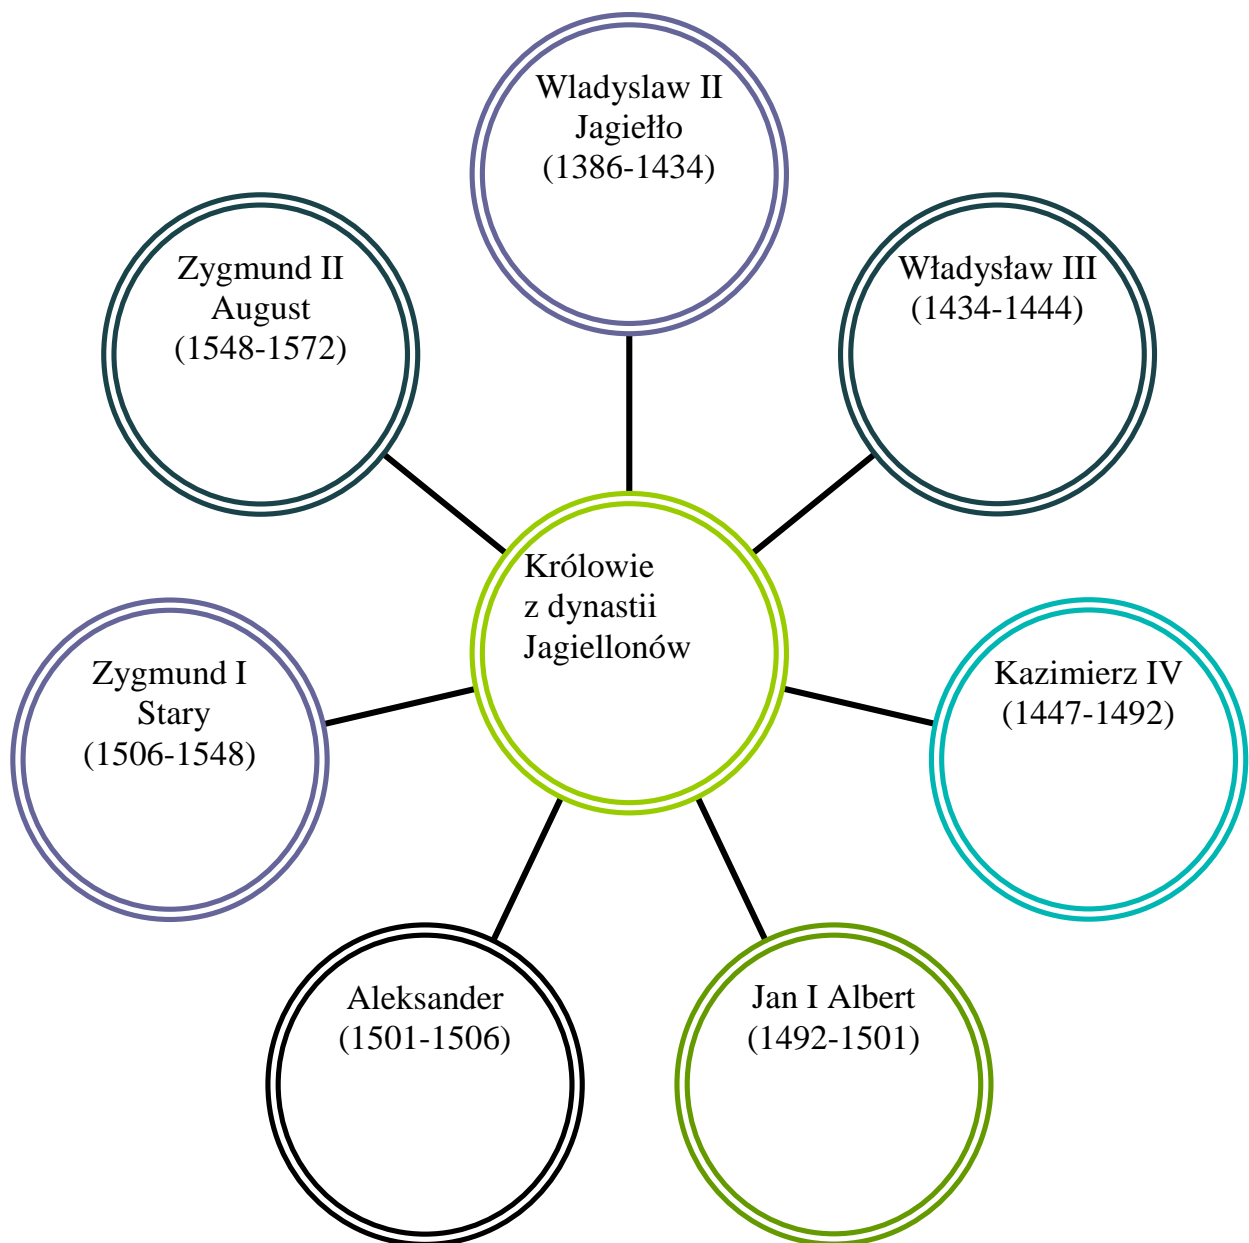 Wladyslaw II
Jagiełło
(1386-1434)
Władysław III
(1434-1444)
Kazimierz IV
(1447-1492)
Jan I Albert
(1492-1501)
Aleksander
(1501-1506)
Zygmund I
Stary
(1506-1548)
Zygmund II
August
(1548-1572)
Królowie
z dynastii
Jagiellonów